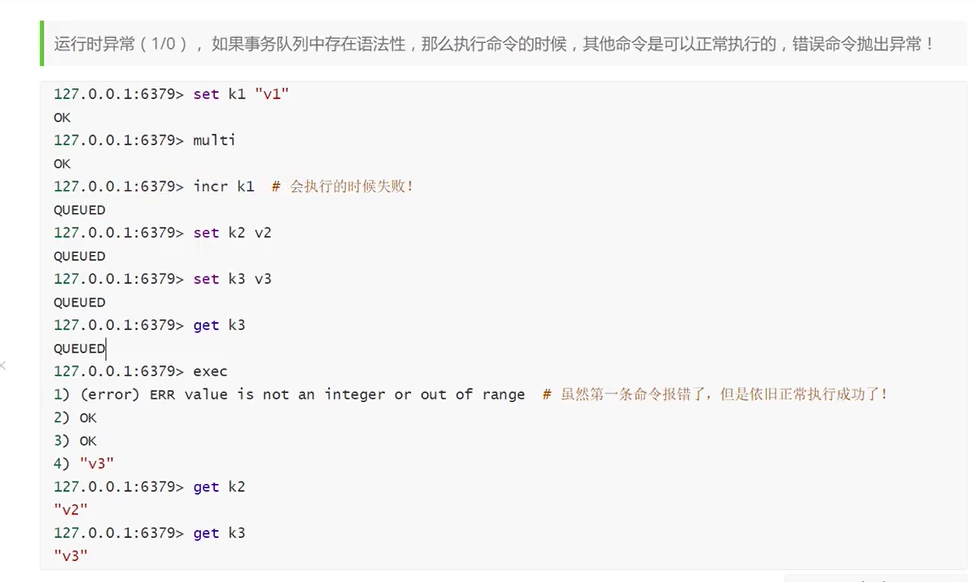 运行时异常（1/0），如果事务队列中存在语法性，那么执行命令的时候，其他命令是可以正常执行的，错误命令抛出异常！
127.0.0.1:6379> set k1 "v1"
OK
127.0.0.1:6379> multi
OK
127.0.0.1:6379> incr k1  # 会执行的时候失败！
QUEUED
127.0.0.1:6379> set k2 v2
QUEUED
127.0.0.1:6379> set k3 v3
QUEUED
127.0.0.1:6379> get k3
QUEUED
127.0.0.1:6379> exec
1) (error) ERR value is not an integer or out of range  # 虽然第一条命令报错了，但是依旧正常执行成功了！
2) OK
3) OK
4) "v3"
127.0.0.1:6379> get k2
"v2"
127.0.0.1:6379> get k3
"v3"